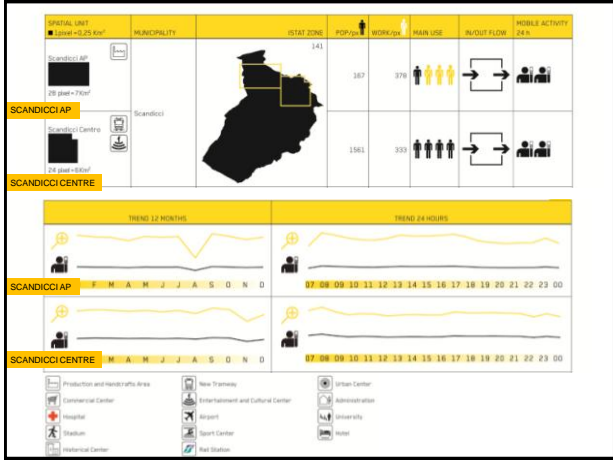 SPATIAL UNIT
1pixel = 0,25 Km² MUNICIPALITY ISTAT ZONE POP/px WORK/px MAIN USE IN/OUT FLOW MOBILE ACTIVITY
24 h
141
Scandicci AP
167 378
28 pixel = 7Km²
SCANDICCI AP
Scandicci
Scandicci Centro
1561 333
24 pixel = 6Km²
SCANDICCI CENTRE
TREND 12 MONTHS TREND 24 HOURS
SCANDICCI AP F M A M J J A S O N D 07 08 09 10 11 12 13 14 15 16 17 18 19 20 21 22 23 00
SCANDICCI CENTRE M A M J J A S O N D 07 08 09 10 11 12 13 14 15 16 17 18 19 20 21 22 23 00
Production and Handcrafts Area New Tramway Urban Center
Commercial Center Entertainment and Cultural Center Administration
Hospital Airport University
Stadium Sport Center Hotel
Historical Center Rail Station